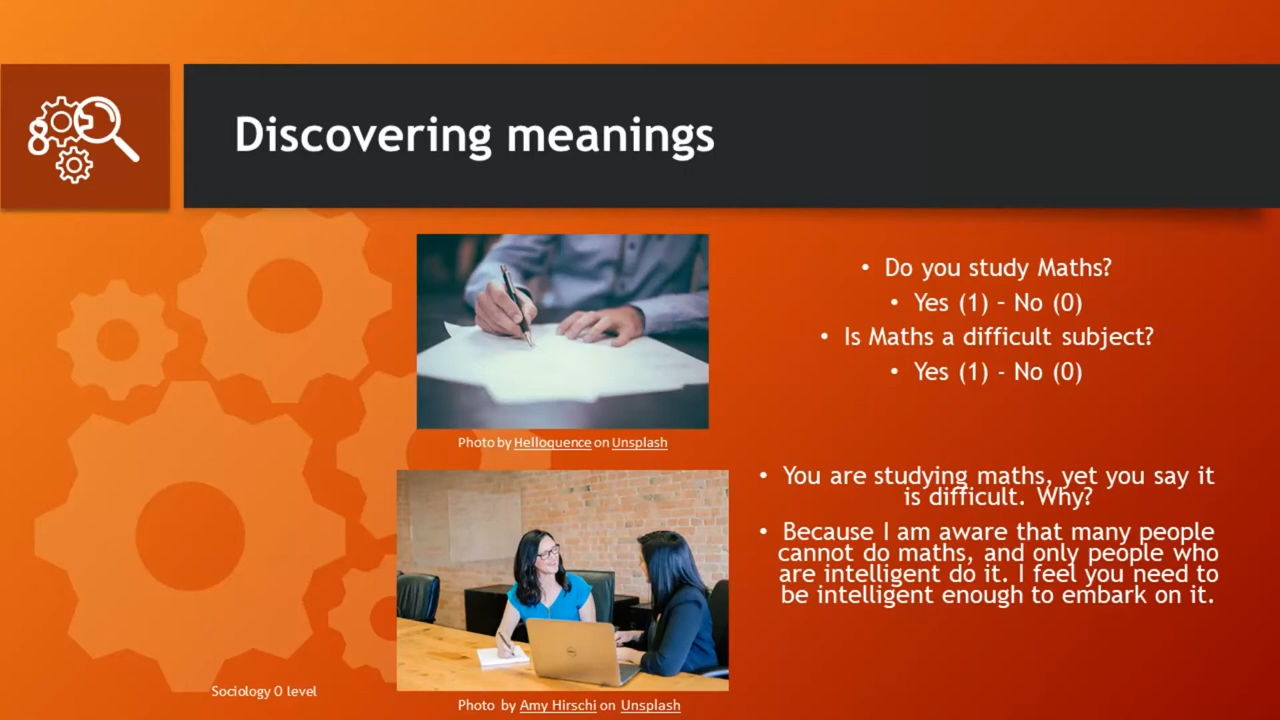 Discovering meanings
• Do you study Maths?
• Yes (1) – No (0)
• Is Maths a difficult subject?
• Yes (1) - No (0)
Photo by Helloquence on Unsplash
• You are studying maths, yet you say it
is difficult. Why?
• Because I am aware that many people
cannot do maths, and only people who
are intelligent do it. I feel you need to
be intelligent enough to embark on it.
Sociology O level
Photo by Amy Hirschi on Unsplash